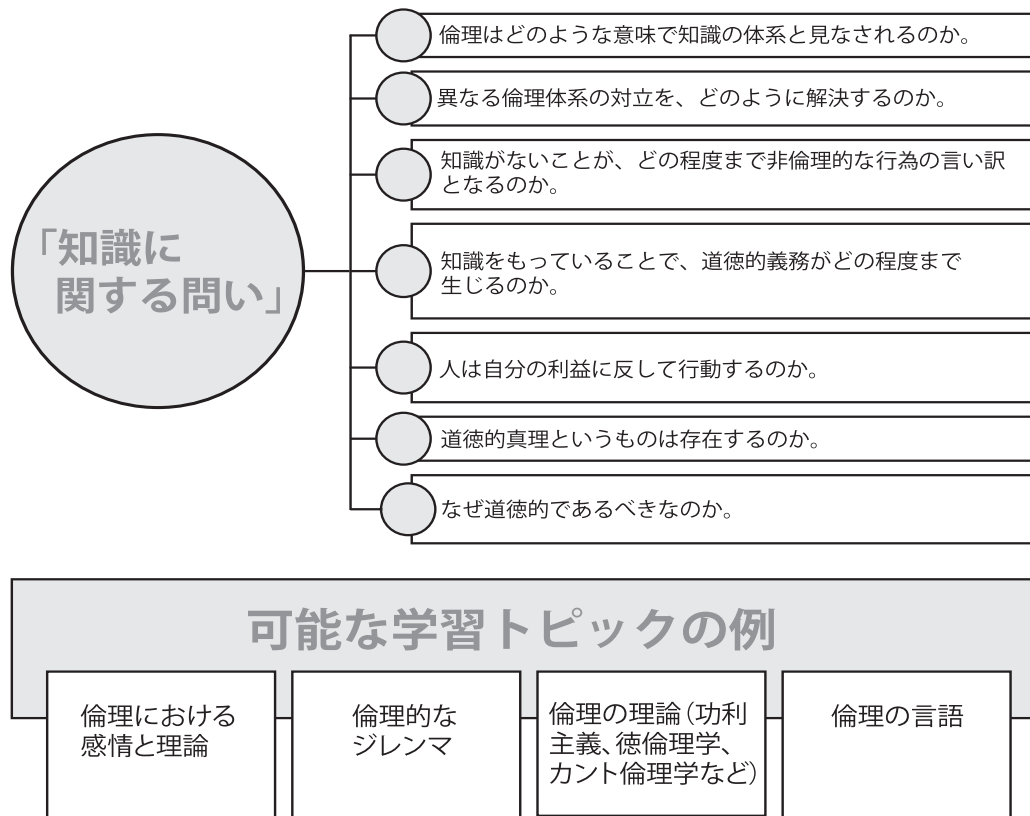 「知識に
関する問い」
倫理はどのような意味で知識の体系と見なされるのか。
異なる倫理体系の対立を、どのように解決するのか。
知識がないことが、どの程度まで非倫理的な行為の言い訳
となるのか。
知識をもっていることで、道徳的義務がどの程度まで
生じるのか。
人は自分の利益に反して行動するのか。
道徳的真理というものは存在するのか。
なぜ道徳的であるべきなのか。
可能な学習トピックの例
倫理における
感情と理論
倫理的な
ジレンマ
倫理の理論（功利
主義、徳倫理学、
カント倫理学など）
倫理の言語